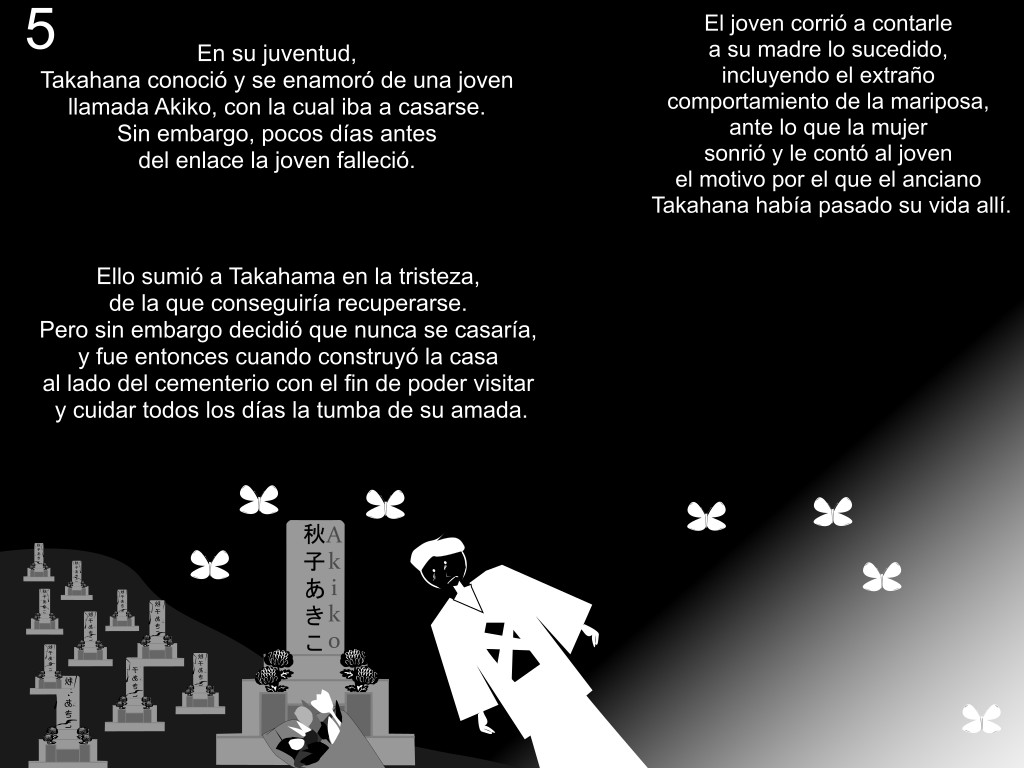 5
En su juventud,
Takahana conoció y se enamoró de una joven
llamada Akiko, con la cual iba a casarse.
Sin embargo, pocos días antes
del enlace la joven falleció.
Ello sumió a Takahama en la tristeza,
de la que conseguiría recuperarse.
Pero sin embargo decidió que nunca se casaría,
y fue entonces cuando construyó la casa
al lado del cementerio con el fin de poder visitar
y cuidar todos los días la tumba de su amada.
El joven corrió a contarle
a su madre lo sucedido,
incluyendo el extraño
comportamiento de la mariposa,
ante lo que la mujer
sonrió y le contó al joven
el motivo por el que el anciano
Takahana había pasado su vida allí.
秋子あきこ
Akiko